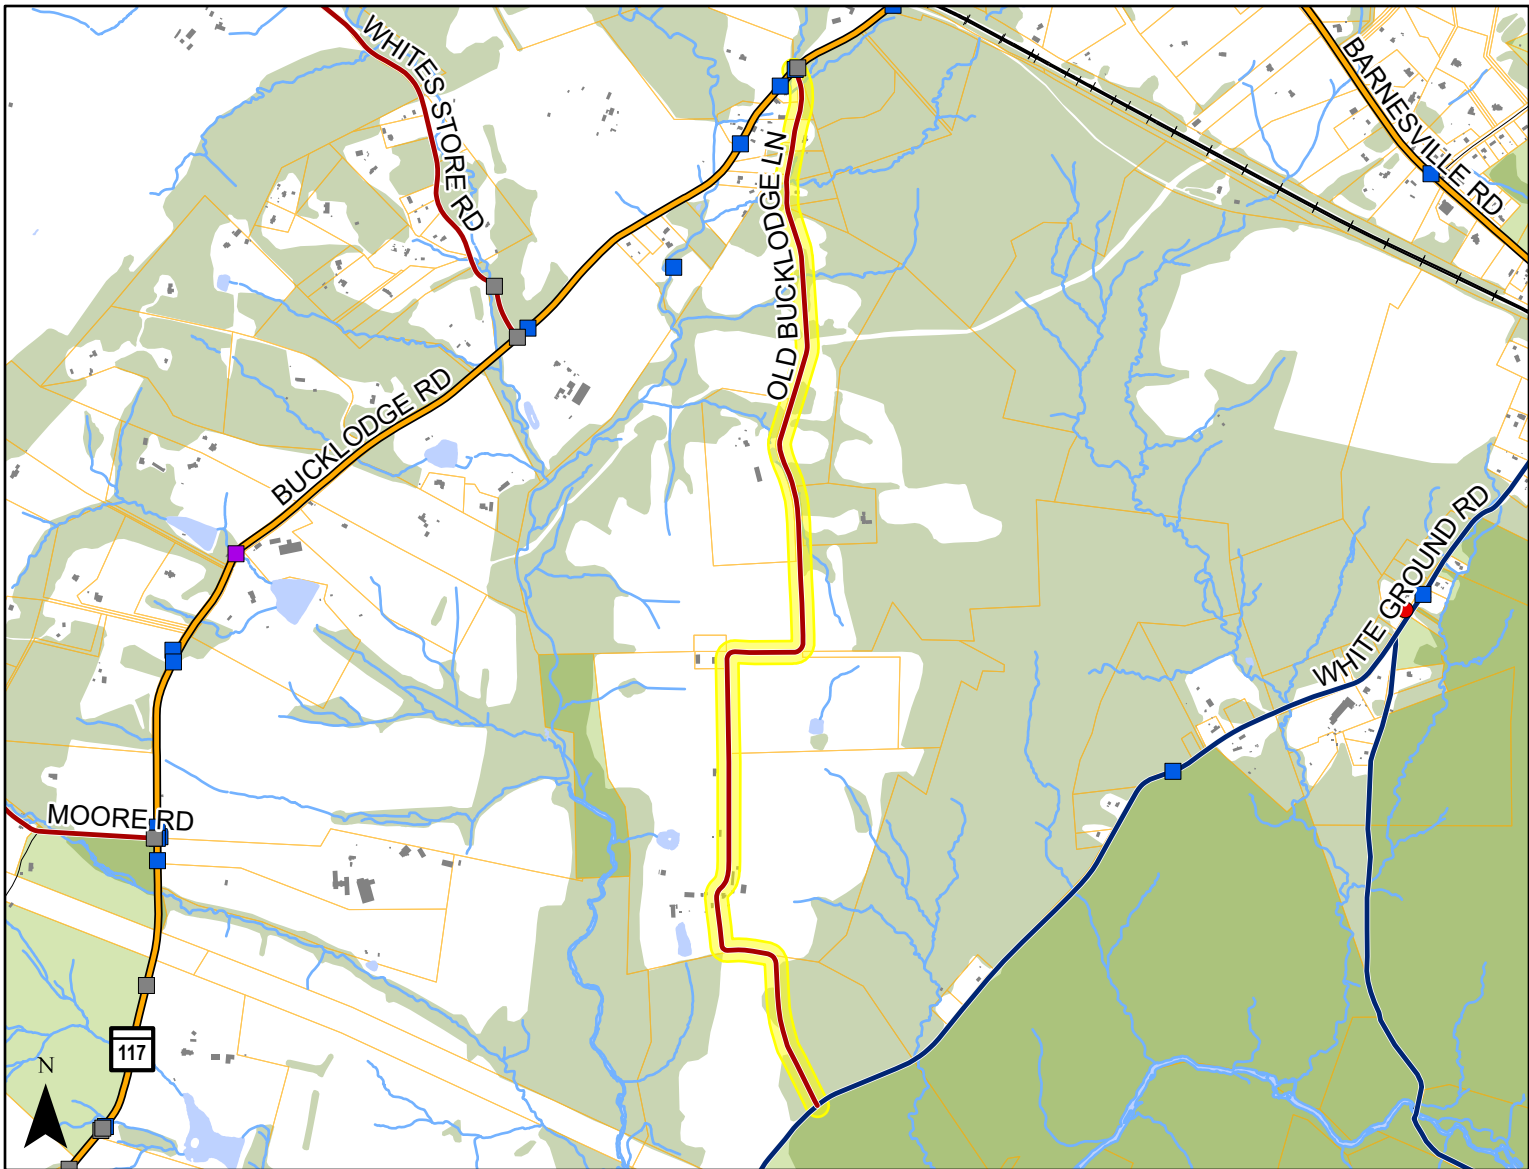 WHITES STORE RD
BARNESVILLE RD
OLD BUCKLODGE LN
BUCKLODGE RD
WHITE GROUND RD
MOORE RD
117
N